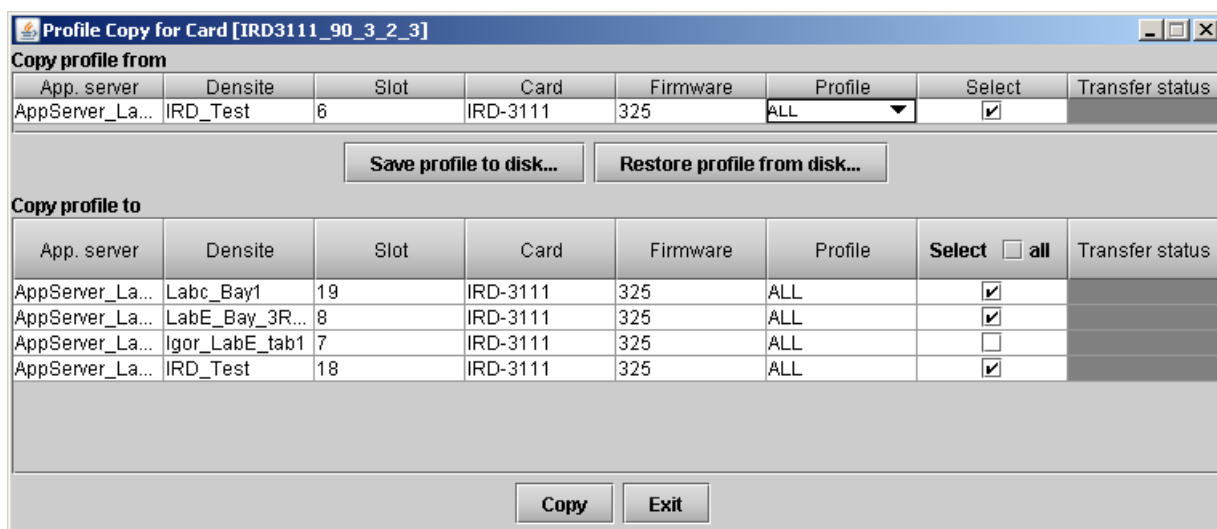 Profile Copy for Card [IRD3111_90_3_2_3]
Copy profile from
App. server Densite Slot Card Firmware Profile Select Transfer status
AppServer_La... IRD_Test 6 IRD-3111 325 ALL
Save profile to disk... Restore profile from disk...
Copy profile to
App. server Densite Slot Card Firmware Profile Select all Transfer status
AppServer_La... Labc_Bay1 19 IRD-3111 325 ALL
AppServer_La... LabE_Bay_3R... 8 IRD-3111 325 ALL
AppServer_La... Igor_LabE_tab1 7 IRD-3111 325 ALL
AppServer_La... IRD_Test 18 IRD-3111 325 ALL
Copy Exit